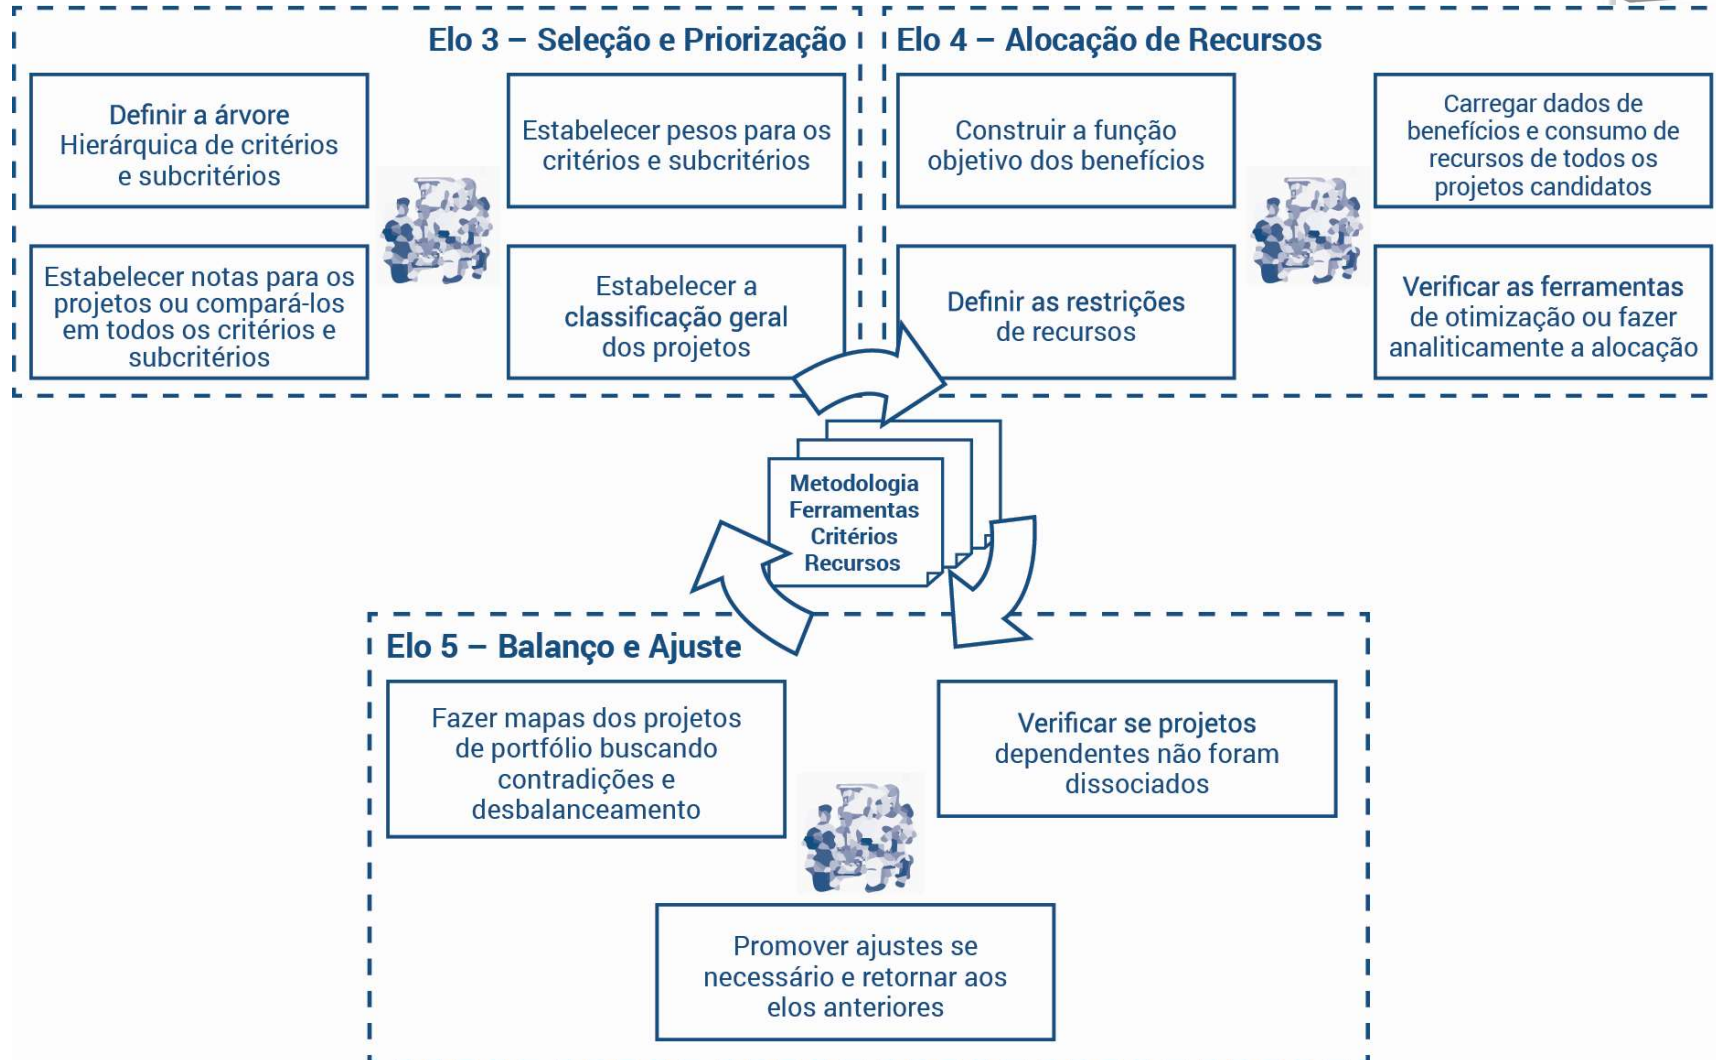 Elo 3 – Seleção e Priorização
Definir a árvore
Hierárquica de critérios
e subcritérios
Estabelecer pesos para os
critérios e subcritérios
Estabelecer notas para os
projetos ou compará-los
em todos os critérios e
subcritérios
Estabelecer a
classificação geral
dos projetos
Elo 4 – Alocação de Recursos
Construir a função
objetivo dos benefícios
Carregar dados de
benefícios e consumo de
recursos de todos os
projetos candidatos
Definir as restrições
de recursos
Verificar as ferramentas
de otimização ou fazer
analiticamente a alocação
Metodologia
Ferramentas
Critérios
Recursos
Elo 5 – Balanço e Ajuste
Fazer mapas dos projetos
de portfólio buscando
contradições e
desbalanceamento
Verificar se projetos
dependentes não foram
dissociados
Promover ajustes se
necessário e retornar aos
elos anteriores